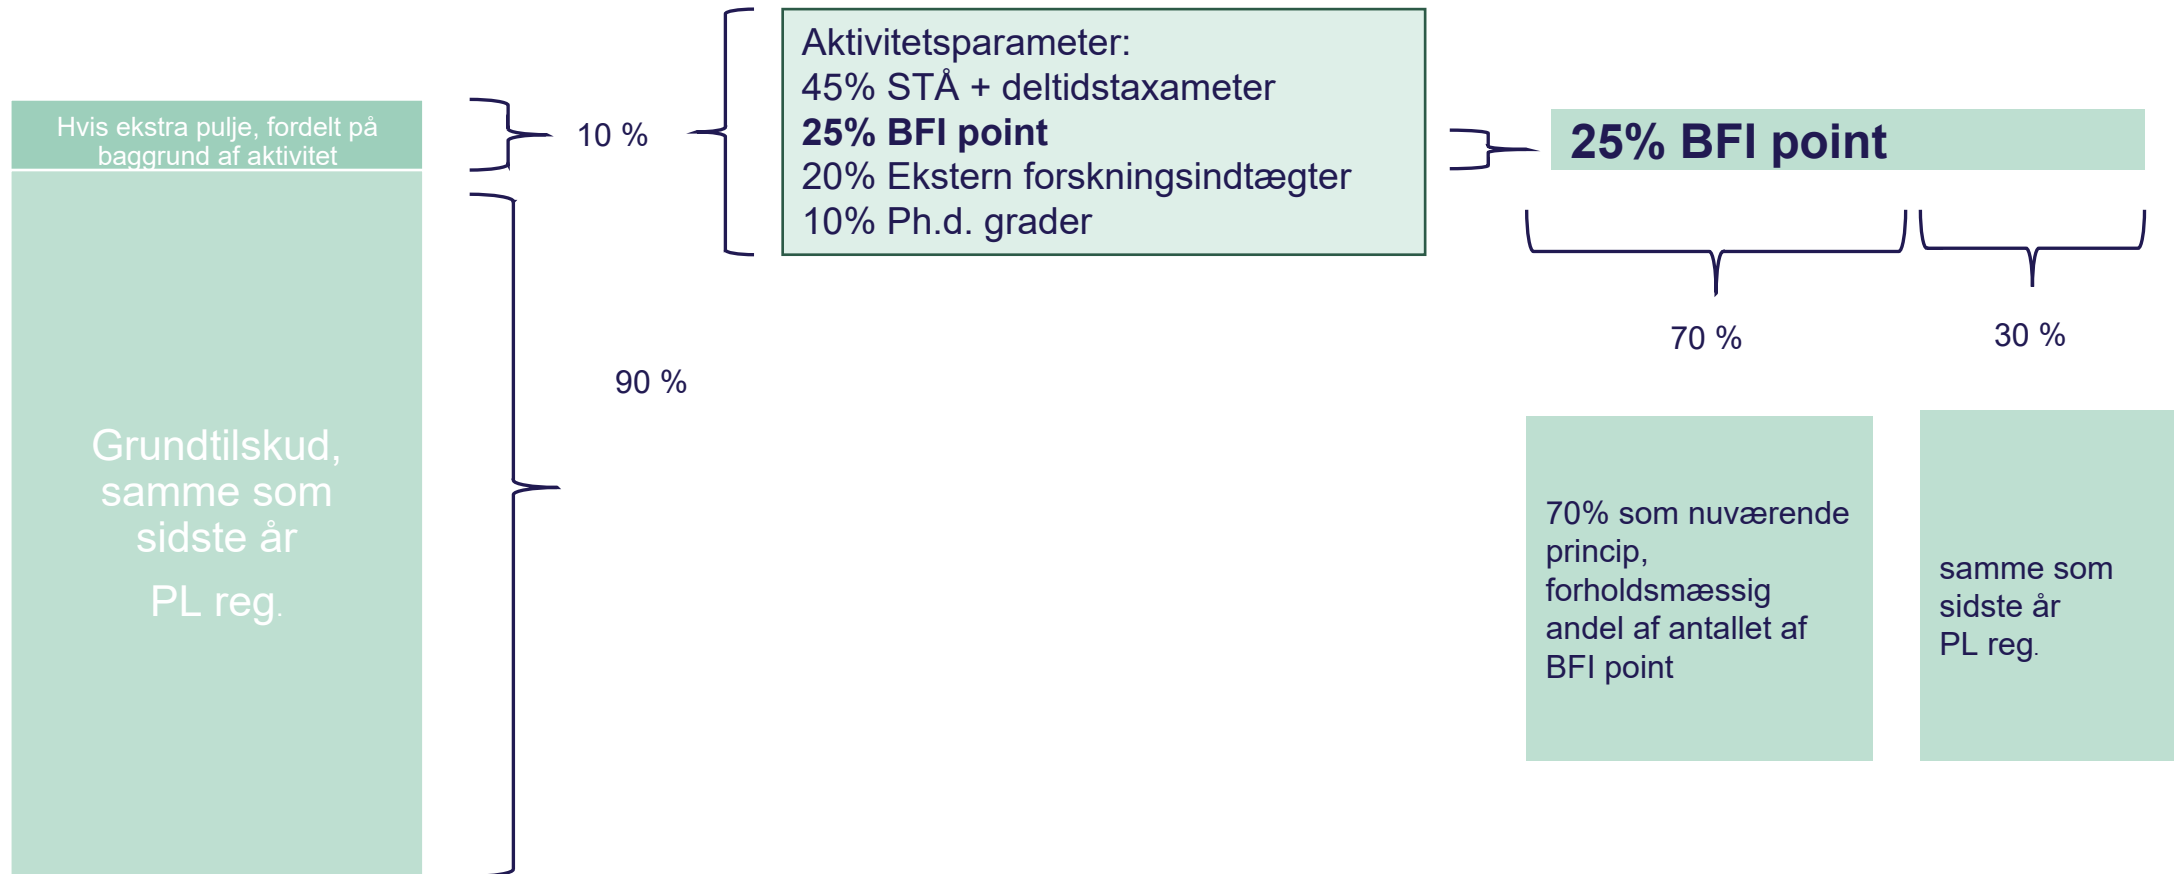 Hvis ekstra pulje, fordelt på
baggrund af aktivitet
Grundtilskud,
samme som
sidste år
PL reg.
10 %
90 %
Aktivitetsparameter:
45% STÅ + deltidstaxameter
25% BFI point
20% Ekstern forskningsindtægter
10% Ph.d. grader
25% BFI point
70 %
30 %
70% som nuværende
princip,
forholdsmæssig
andel af antallet af
BFI point
samme som
sidste år
PL reg.